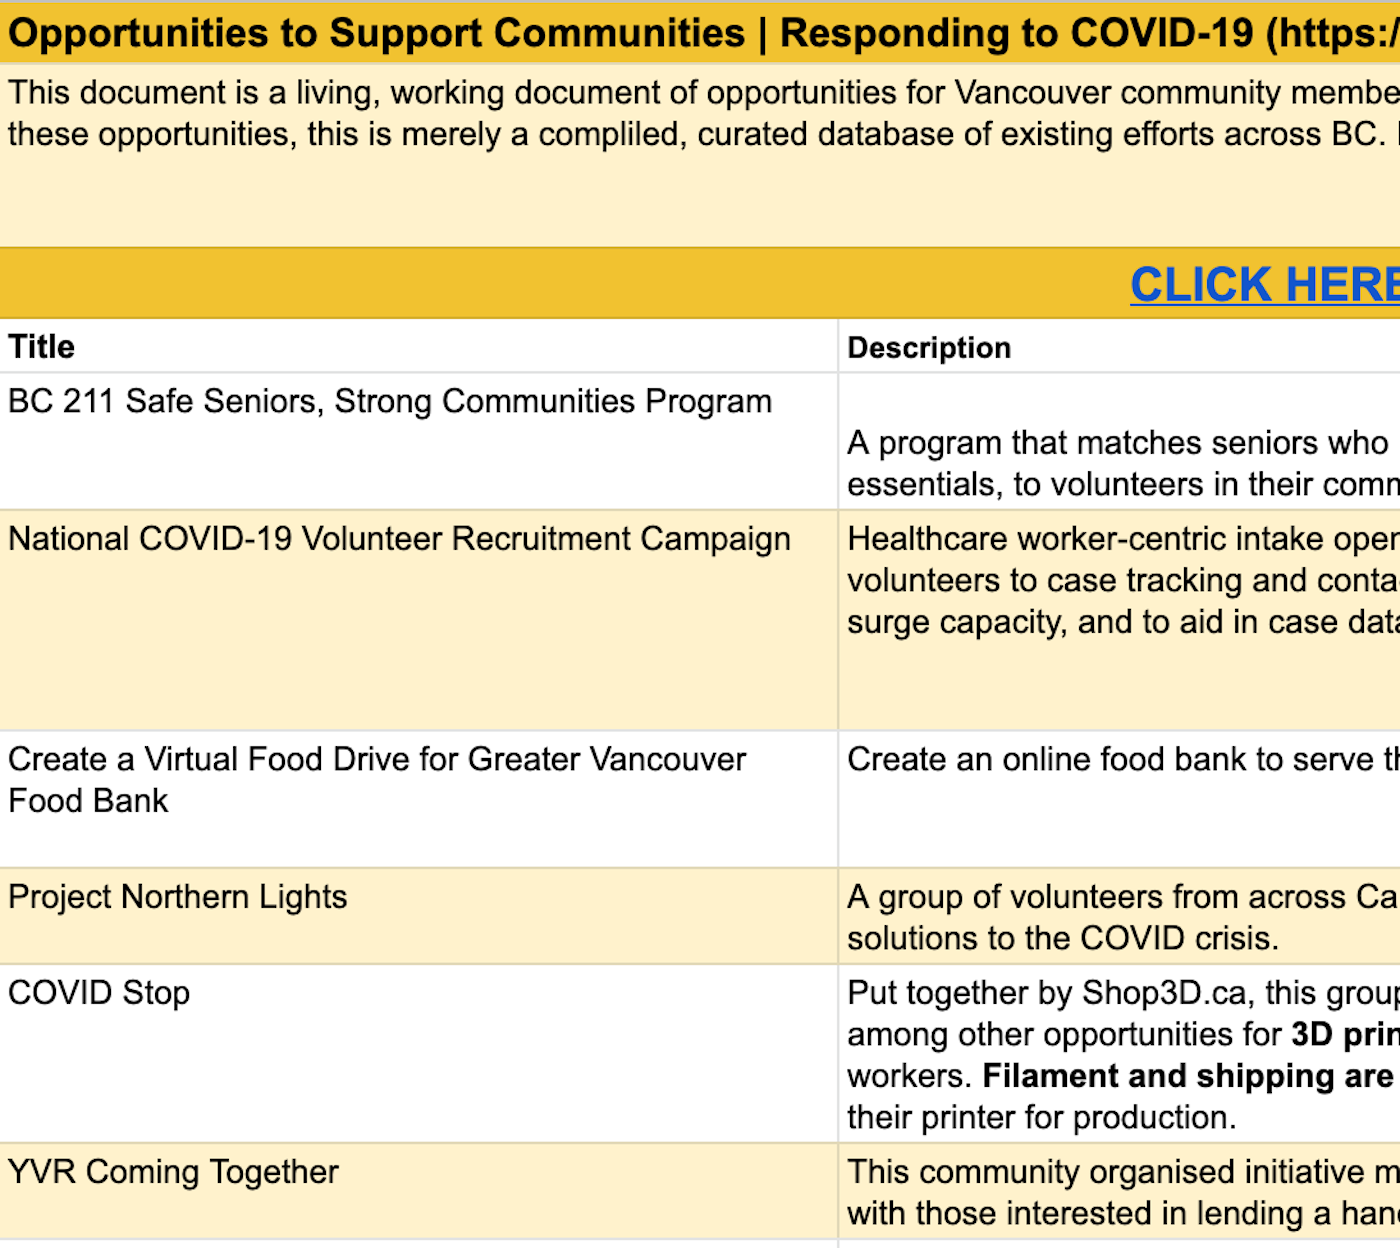 Opportunities to Support Communities | Responding to COVID-19 (https:/
This document is a living, working document of opportunities for Vancouver community membe
these opportunities, this is merely a compliled, curated database of existing efforts across BC.
CLICK HERE
Title
Description
BC 211 Safe Seniors, Strong Communities Program
A program that matches seniors who
essentials, to volunteers in their comm
National COVID-19 Volunteer Recruitment Campaign
Healthcare worker-centric intake oper
volunteers to case tracking and conta
surge capacity, and to aid in case data
Create a Virtual Food Drive for Greater Vancouver
Food Bank
Create an online food bank to serve th
Project Northern Lights
A group of volunteers from across Ca
solutions to the COVID crisis.
COVID Stop
Put together by Shop3D.ca, this group
among other opportunities for 3D prin
workers. Filament and shipping are
their printer for production.
YVR Coming Together
This community organised initiative m
with those interested in lending a hand